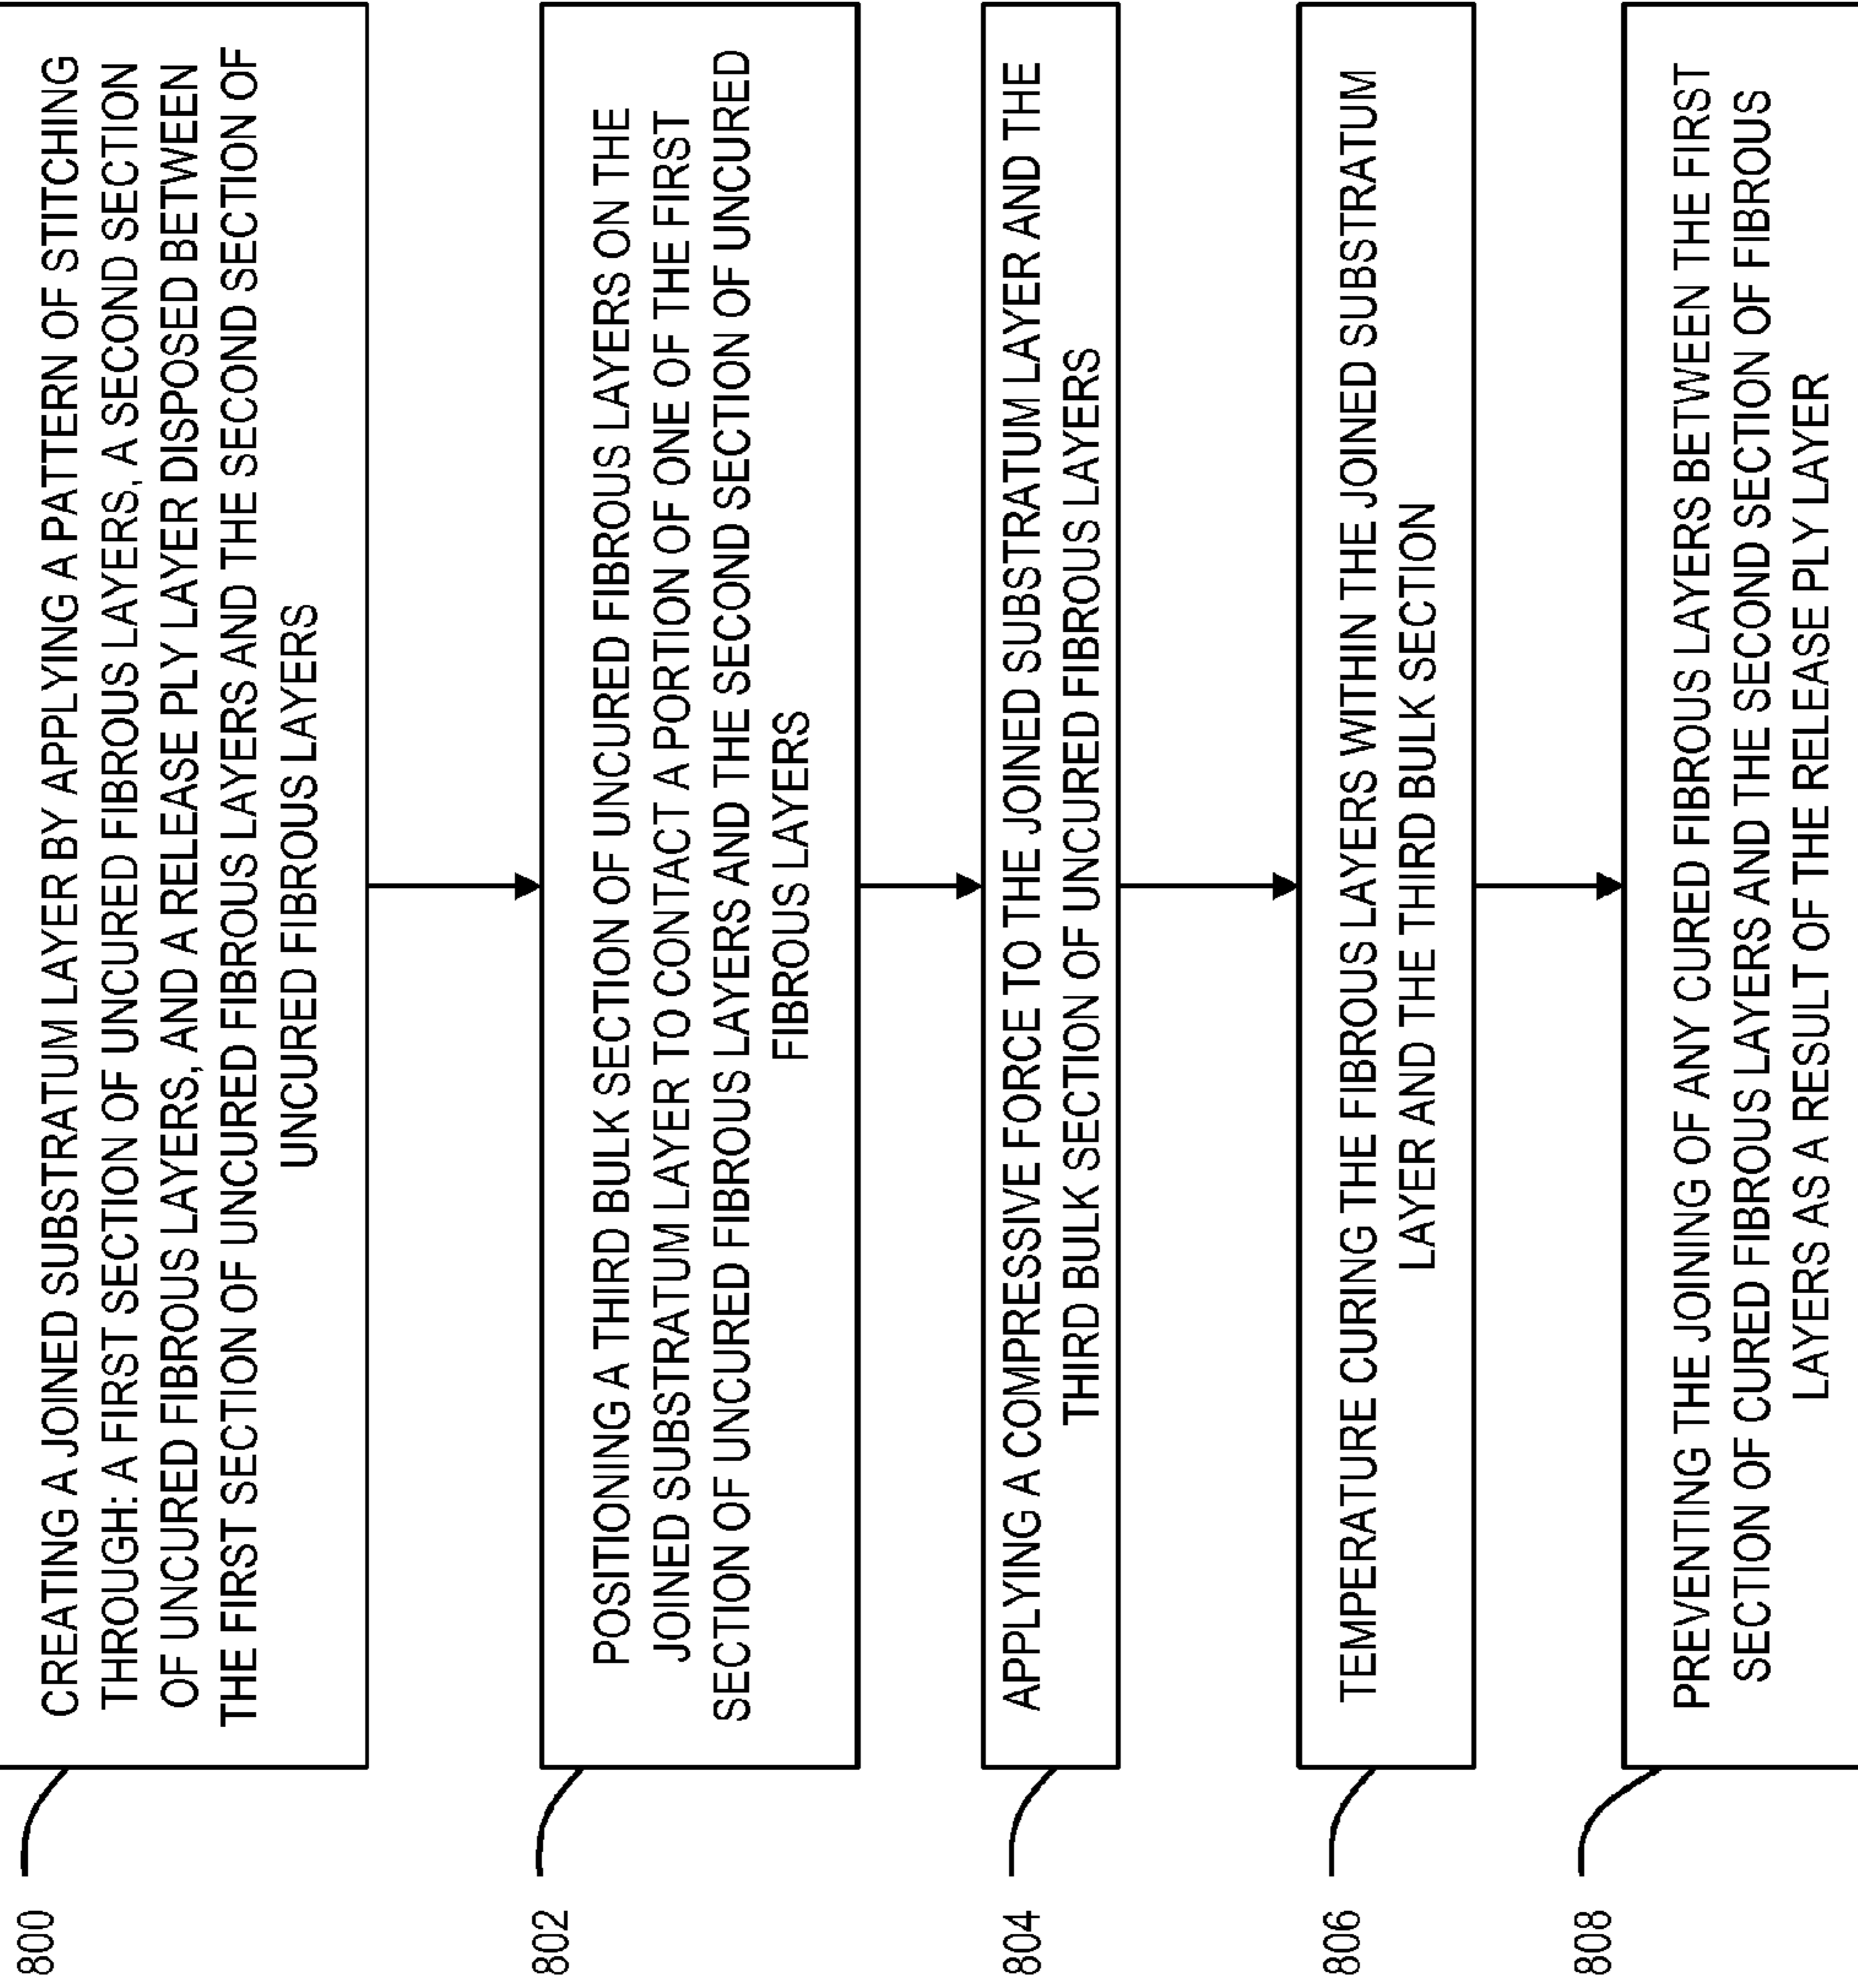 800
CREATING A JOINED SUBSTRATUM LAYER BY APPLYING A PATTERN OF STITCHING
THROUGH: A FIRST SECTION OF UNCURED FIBROUS LAYERS, A SECOND SECTION
OF UNCURED FIBROUS LAYERS, AND A RELEASE PLY LAYER DISPOSED BETWEEN
THE FIRST SECTION OF UNCURED FIBROUS LAYERS AND THE SECOND SECTION OF
UNCURED FIBROUS LAYERS
802
POSITIONING A THIRD BULK SECTION OF UNCURED FIBROUS LAYERS ON THE
JOINED SUBSTRATUM LAYER TO CONTACT A PORTION OF ONE OF THE FIRST
SECTION OF UNCURED FIBROUS LAYERS AND THE SECOND SECTION OF UNCURED
FIBROUS LAYERS
804
APPLYING A COMPRESSIVE FORCE TO THE JOINED SUBSTRATUM LAYER AND THE
THIRD BULK SECTION OF UNCURED FIBROUS LAYERS
806
TEMPERATURE CURING THE FIBROUS LAYERS WITHIN THE JOINED SUBSTRATUM
LAYER AND THE THIRD BULK SECTION
808
PREVENTING THE JOINING OF ANY CURED FIBROUS LAYERS BETWEEN THE FIRST
SECTION OF CURED FIBROUS LAYERS AND THE SECOND SECTION OF FIBROUS
LAYERS AS A RESULT OF THE RELEASE PLY LAYER